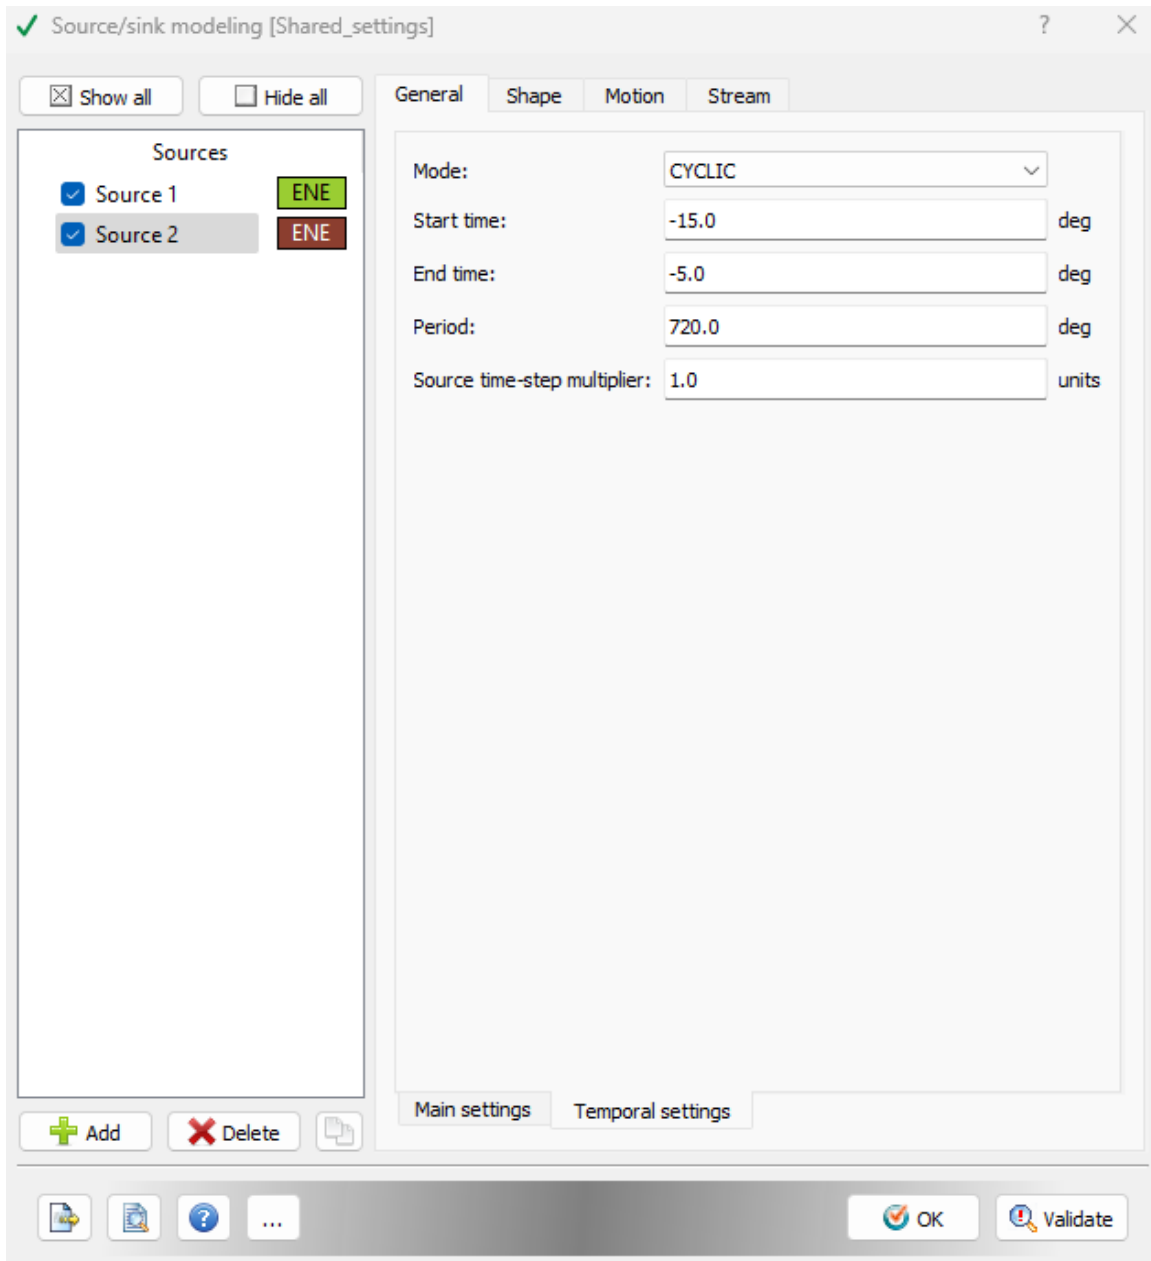 Source/sink modeling [Shared_settings]
?
Show all
Hide all
General
Shape
Motion
Stream
Sources
Source 1
ENE
Source 2
ENE
Mode:
CYCLIC
Start time:
-15.0
deg
End time:
-5.0
deg
Period:
720.0
deg
Source time-step multiplier:
1.0
units
Main settings
Temporal settings
Add
Delete
?
...
OK
Validate